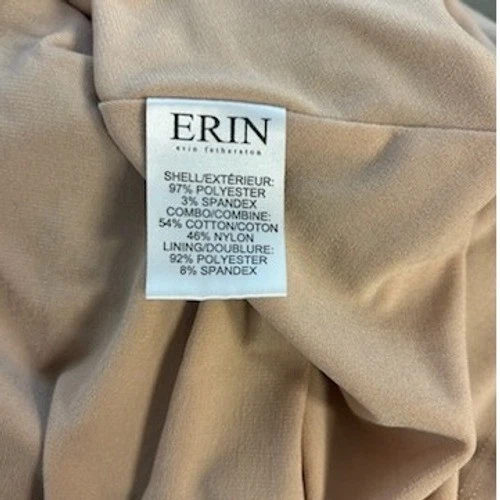 ERIN
erin fetherston
SHELL/EXTÉRIEUR:
97% POLYESTER
3% SPANDEX
COMBO/COMBINE:
54% COTTON/COTON
46% NYLON
LINING/DOUBLURE:
92% POLYESTER
8% SPANDEX